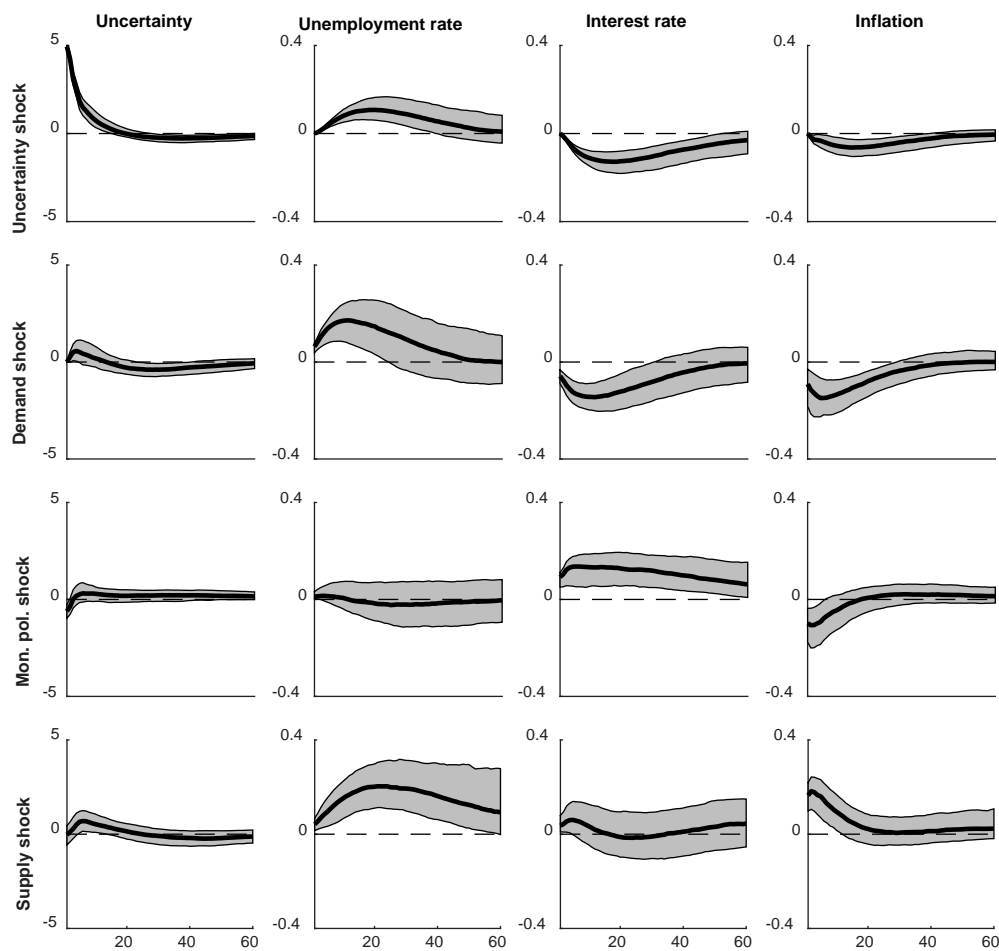 Uncertainty Unemployment rate Interest rate Inflation
Uncertainty shock
5 0.4 0.4 0.4
0 0 0 0
-5 -0.4 -0.4 -0.4
Demand shock
5 0.4 0.4 0.4
0 0 0 0
-5 -0.4 -0.4 -0.4
Mon. pol. shock
5 0.4 0.4 0.4
0 0 0 0
-5 -0.4 -0.4 -0.4
Supply shock
5 0.4 0.4 0.4
0 0 0 0
-5 -0.4 -0.4 -0.4
20 40 60 20 40 60 20 40 60 20 40 60